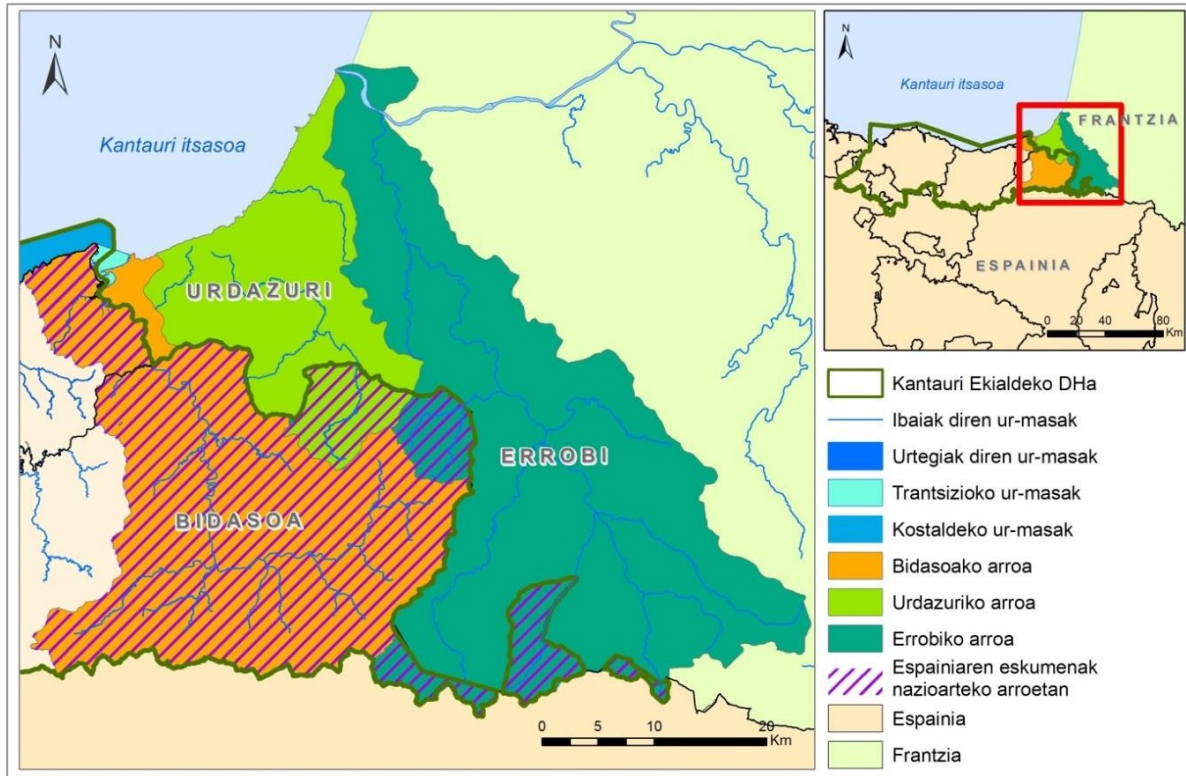 N
Kantauri itsasoa
URDAZURI
ERROBI
BIDASOA
0 10 20
Km
N
Kantauri itsasoa
FRANTZIA
ESPAINIA
0 20 40 80
Km
Kantauri Ekialdeko DHa
Ibaiak diren ur-masak
Urtegiak diren ur-masak
Trantsizioko ur-masak
Kostaldeko ur-masak
Bidasoako arroa
Urdazuriko arroa
Errobiko arroa
Espainiaren eskumenak
nazioarteko arroetan
Espainia
Frantzia